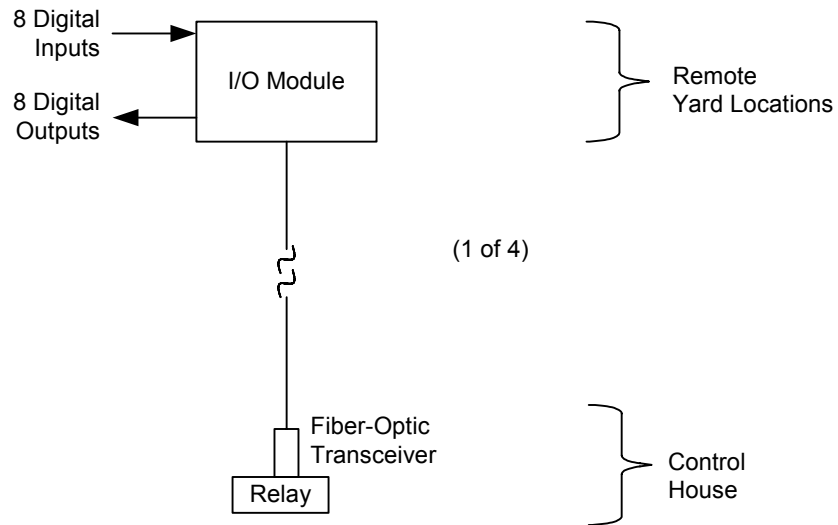 8 Digital
Inputs
8 Digital
Outputs
I/O Module
Remote
Yard Locations
(1 of 4)
Fiber-Optic
Transceiver
Relay
Control
House